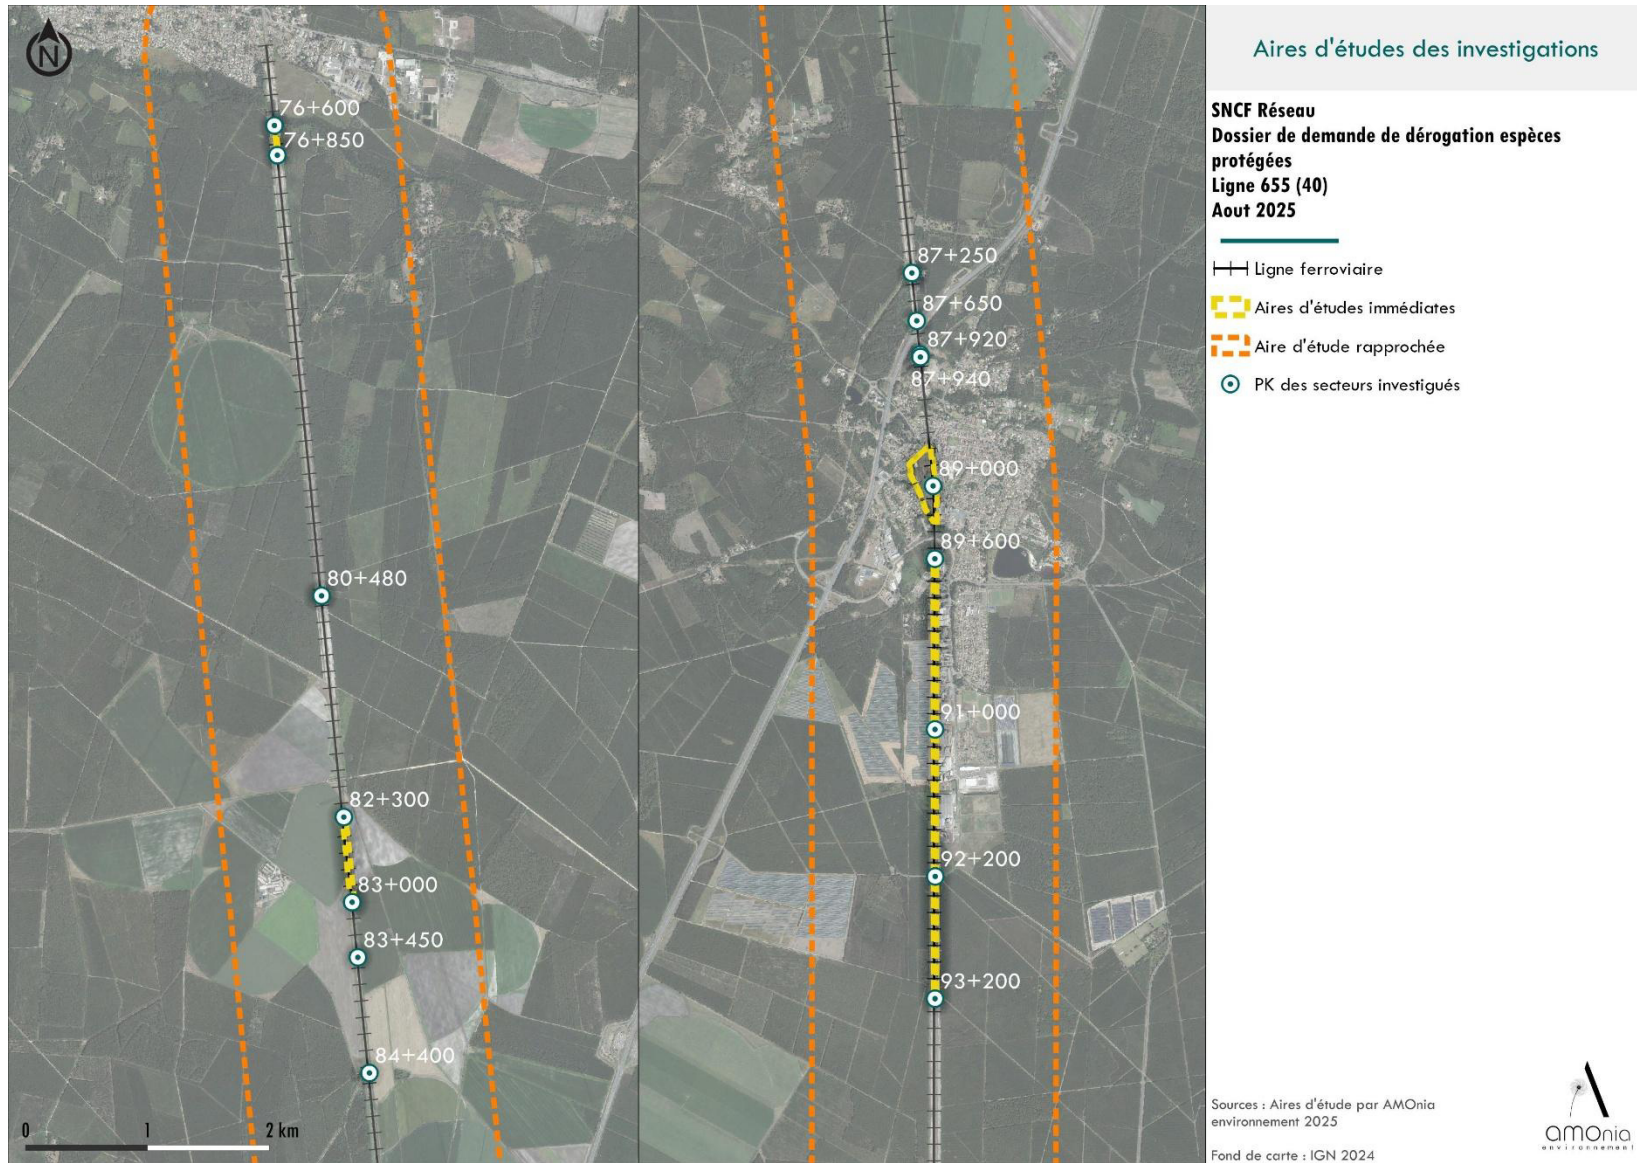 N
76+600
76+850
80+480
82+300
83+000
83+450
84+400
0 1 2 km
87+250
87+650
87+920
87+940
89+000
89+600
91+000
92+200
93+200
Aires d'études des investigations
SNCF Réseau
Dossier de demande de dérogation espèces
protégées
Ligne 655 (40)
Aout 2025
Ligne ferroviaire
Aires d'études immédiates
Aire d'étude rapprochée
PK des secteurs investigués
Sources : Aires d'étude par AMOnia
environnement 2025
Fond de carte : IGN 2024
amonia
environnement